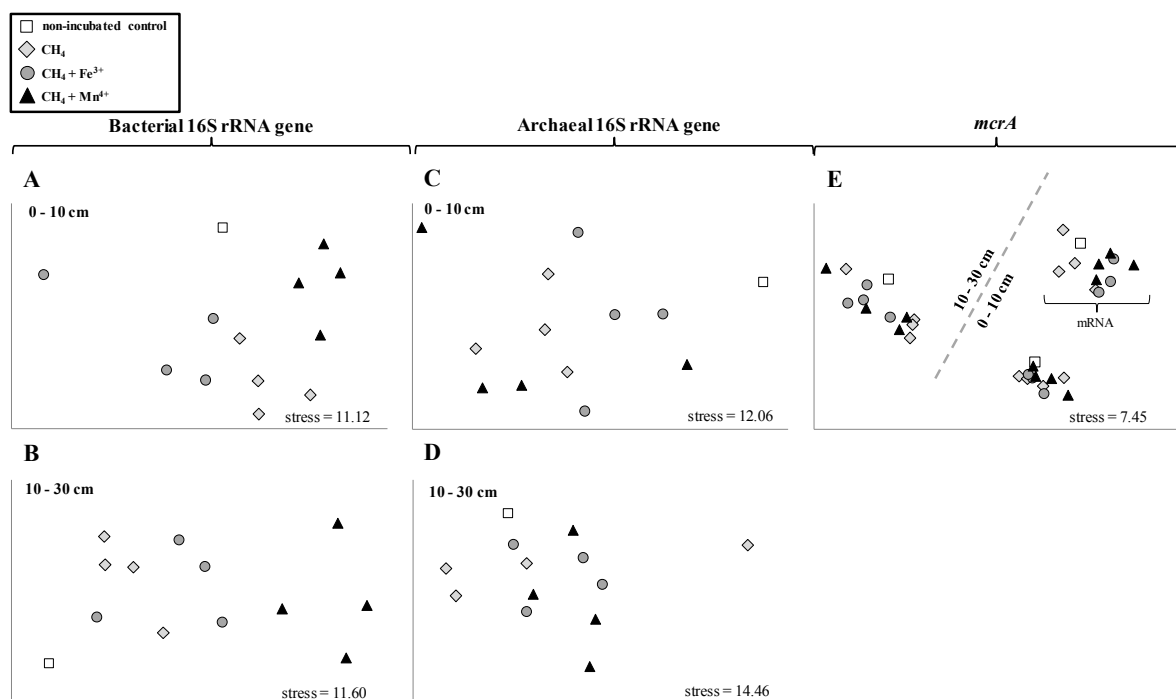 non-incubated control
CH₄
CH₄ + Fe³⁺
CH₄ + Mn⁴⁺
Bacterial 16S rRNA gene
Archaeal 16S rRNA gene
mcrA
A
0 - 10 cm
stress = 11.12
C
0 - 10 cm
stress = 12.06
E
10 - 30 cm
0 - 10 cm
mRNA
stress = 7.45
B
10 - 30 cm
stress = 11.60
D
10 - 30 cm
stress = 14.46